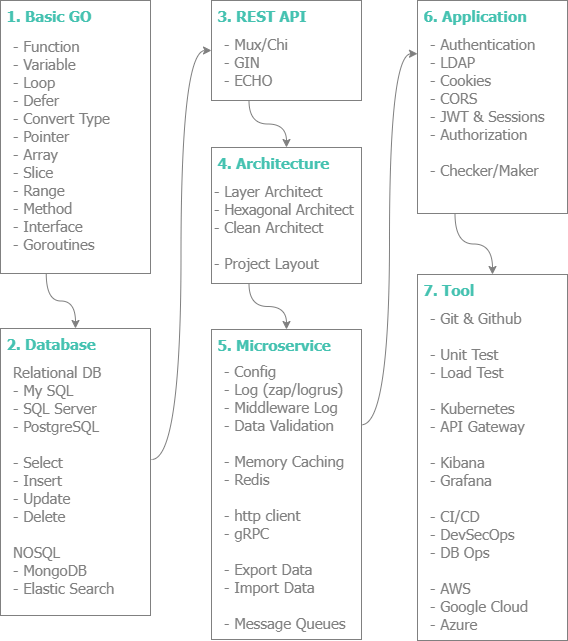 1. Basic GO
- Function
- Variable
- Loop
- Defer
- Convert Type
- Pointer
- Array
- Slice
- Range
- Method
- Interface
- Goroutines
2. Database
Relational DB
- My SQL
- SQL Server
- PostgreSQL
- Select
- Insert
- Update
- Delete
NOSQL
- MongoDB
- Elastic Search
3. REST API
- Mux/Chi
- GIN
- ECHO
4. Architecture
- Layer Architect
- Hexagonal Architect
- Clean Architect
- Project Layout
5. Microservice
- Config
- Log (zap/logrus)
- Middleware Log
- Data Validation
- Memory Caching
- Redis
- http client
- gRPC
- Export Data
- Import Data
- Message Queues
6. Application
- Authentication
- LDAP
- Cookies
- CORS
- JWT & Sessions
- Authorization
- Checker/Maker
7. Tool
- Git & Github
- Unit Test
- Load Test
- Kubernetes
- API Gateway
- Kibana
- Grafana
- CI/CD
- DevSecOps
- DB Ops
- AWS
- Google Cloud
- Azure